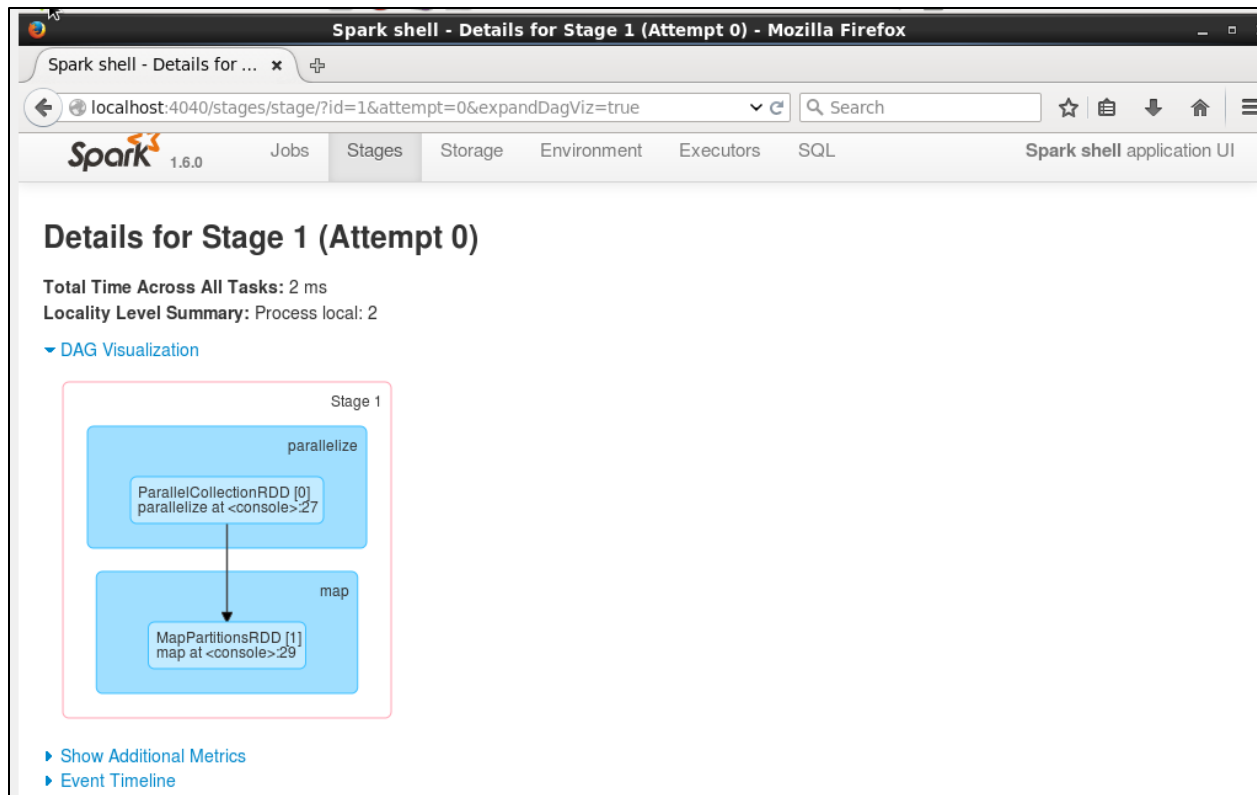 Spark shell - Details for Stage 1 (Attempt 0) - Mozilla Firefox
Spark shell - Details for ...
localhost:4040/stages/stage/?id=1&attempt=0&expandDagViz=true
Search
Spark 1.6.0
Jobs
Stages
Storage
Environment
Executors
SQL
Spark shell application UI
Details for Stage 1 (Attempt 0)
Total Time Across All Tasks: 2 ms
Locality Level Summary: Process local: 2
DAG Visualization
Stage 1
parallelize
ParallelCollectionRDD [0]
parallelize at <console>:27
map
MapPartitionsRDD [1]
map at <console>:29
Show Additional Metrics
Event Timeline